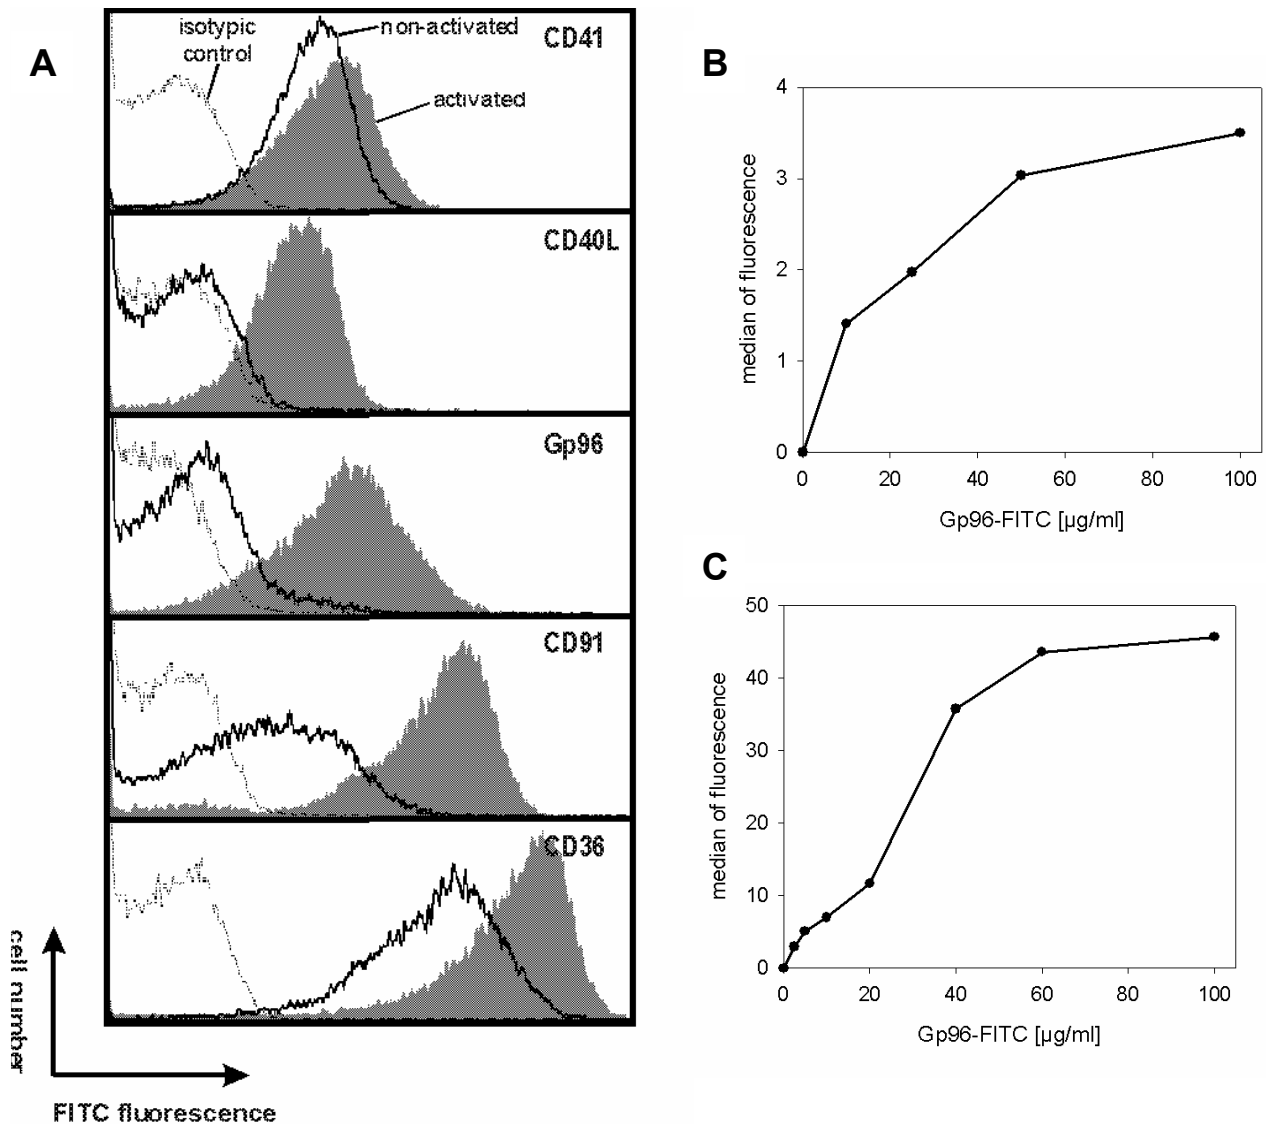 A
isotypic
control
non-activated
activated
CD41
CD40L
Gp96
CD91
CD36
cell number
FITC fluorescence
B
4
3
2
1
0
median of fluorescence
0 20 40 60 80 100
Gp96-FITC [µg/ml]
C
50
40
30
20
10
0
median of fluorescence
0 20 40 60 80 100
Gp96-FITC [µg/ml]